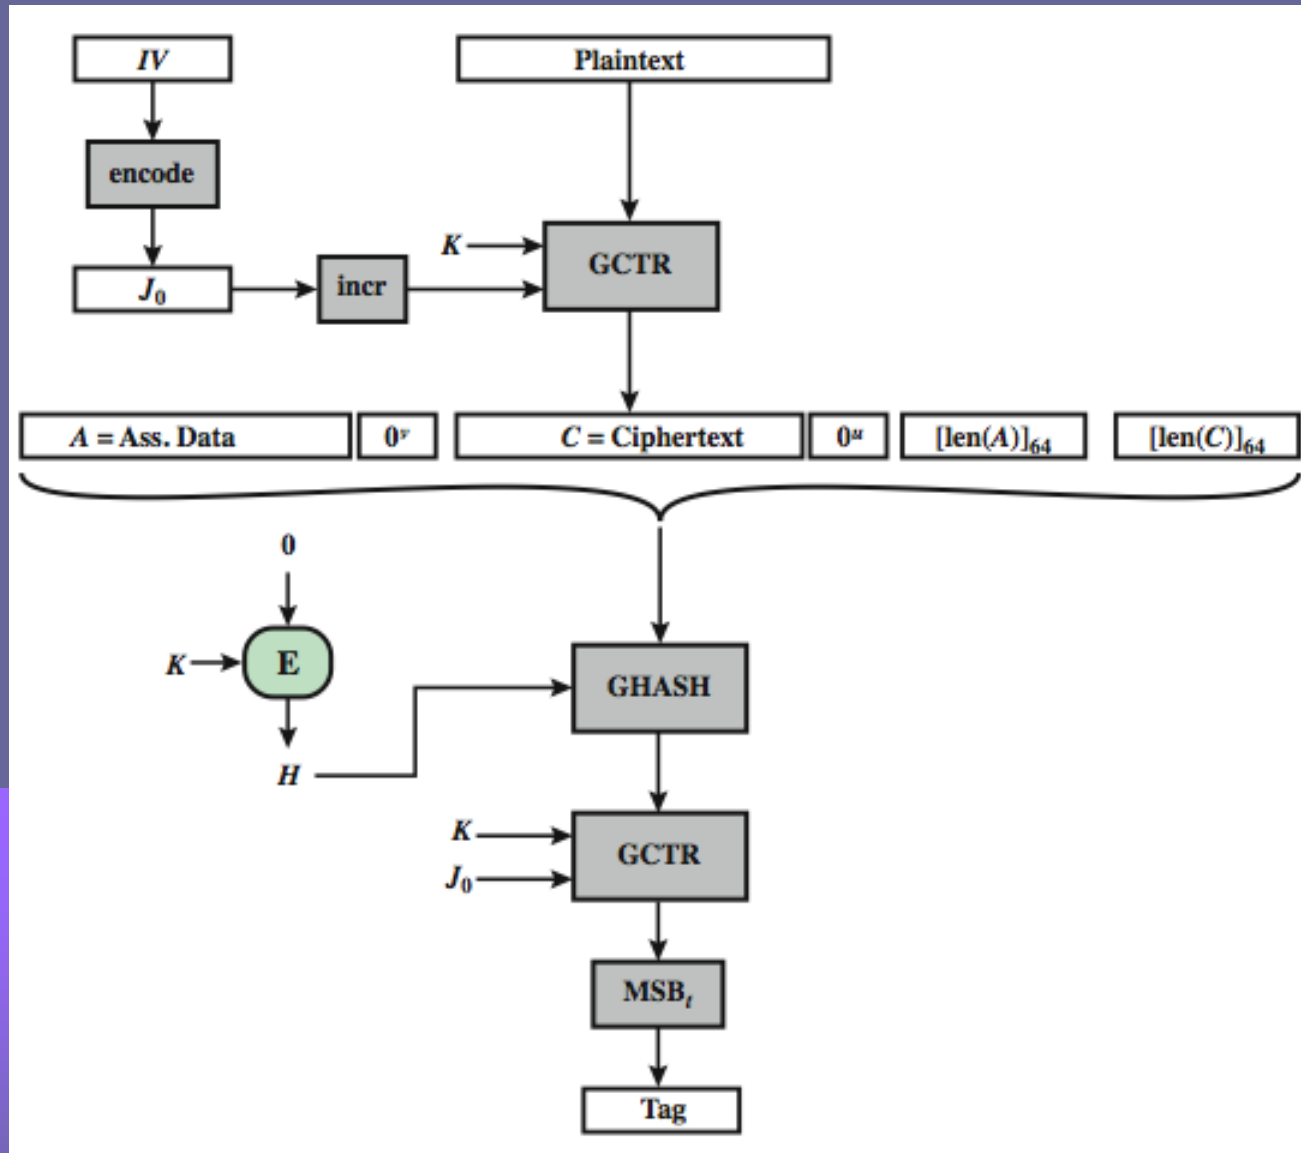 IV
Plaintext
encode
K
GCTR
J₀
incr
A = Ass. Data
0ᵛ
C = Ciphertext
0ᵘ
[len(A)]₆₄
[len(C)]₆₄
0
K
E
GHASH
H
K
GCTR
J₀
MSBₜ
Tag